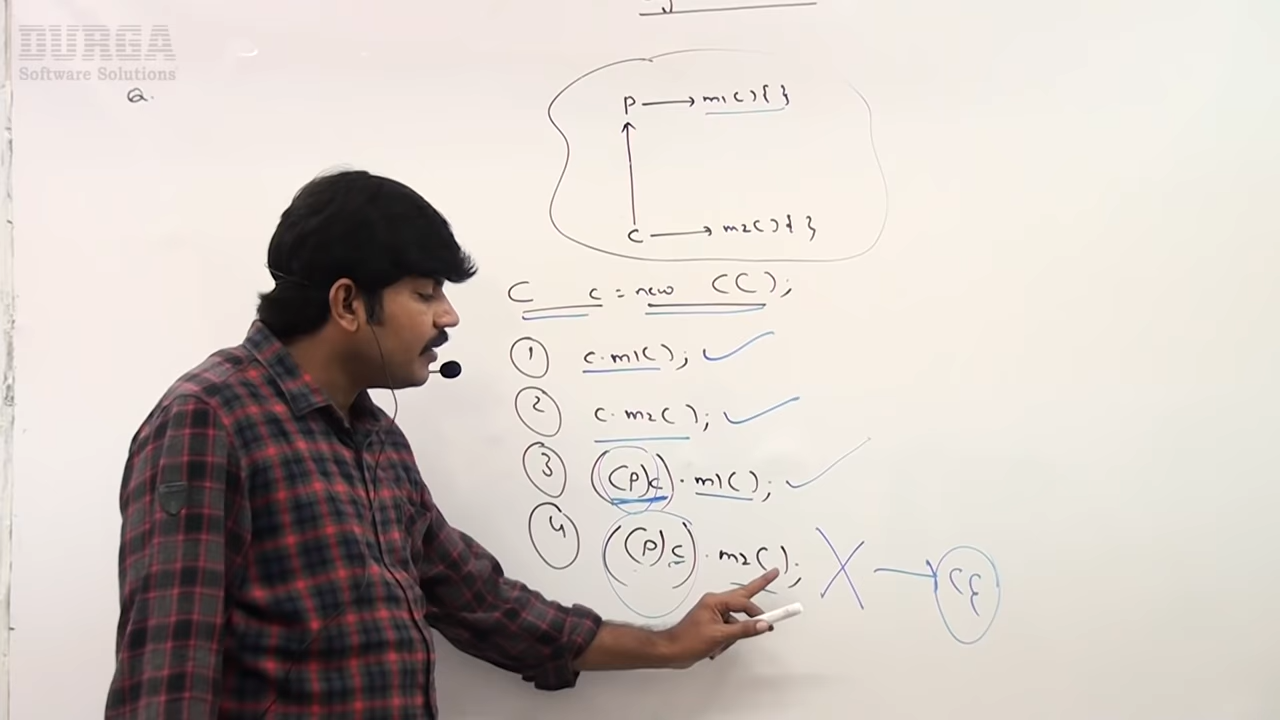 DURGA
Software Solutions
Q.
P → m1() { }
C → m2() { }
C c = new C();
1 c.m1(); ✓
2 c.m2(); ✓
3 ((P)c).m1(); ✓
4 ((P)c).m2(); X → CE